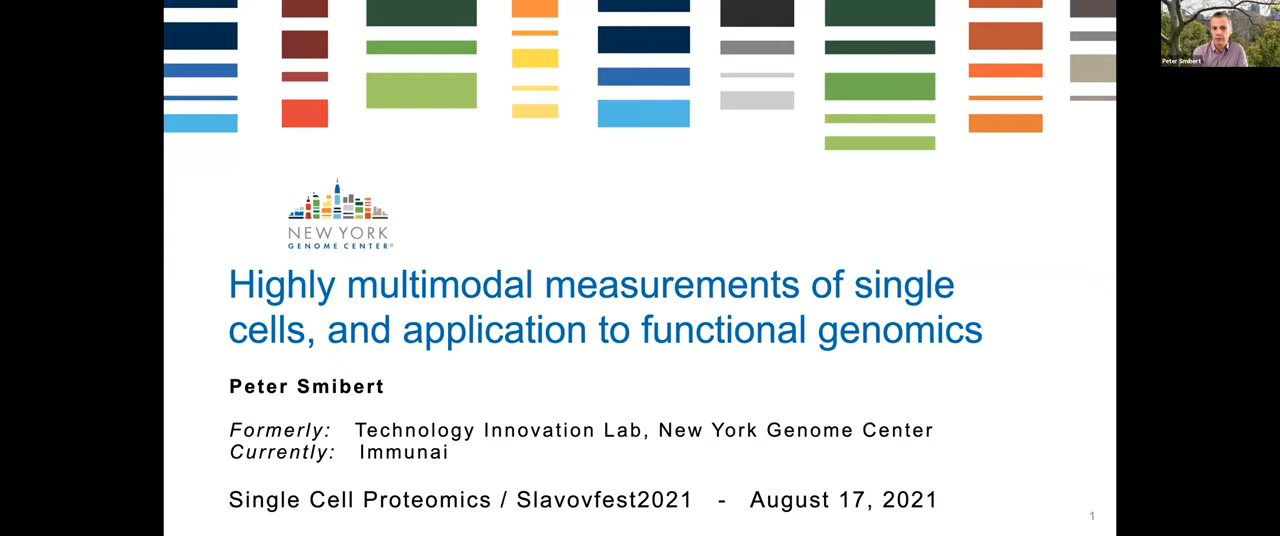 Peter Smibert
NEW YORK
GENOME CENTER®
Highly multimodal measurements of single
cells, and application to functional genomics
Peter Smibert
Formerly: Technology Innovation Lab, New York Genome Center
Currently: Immunai
Single Cell Proteomics / Slavovfest2021 - August 17, 2021
1